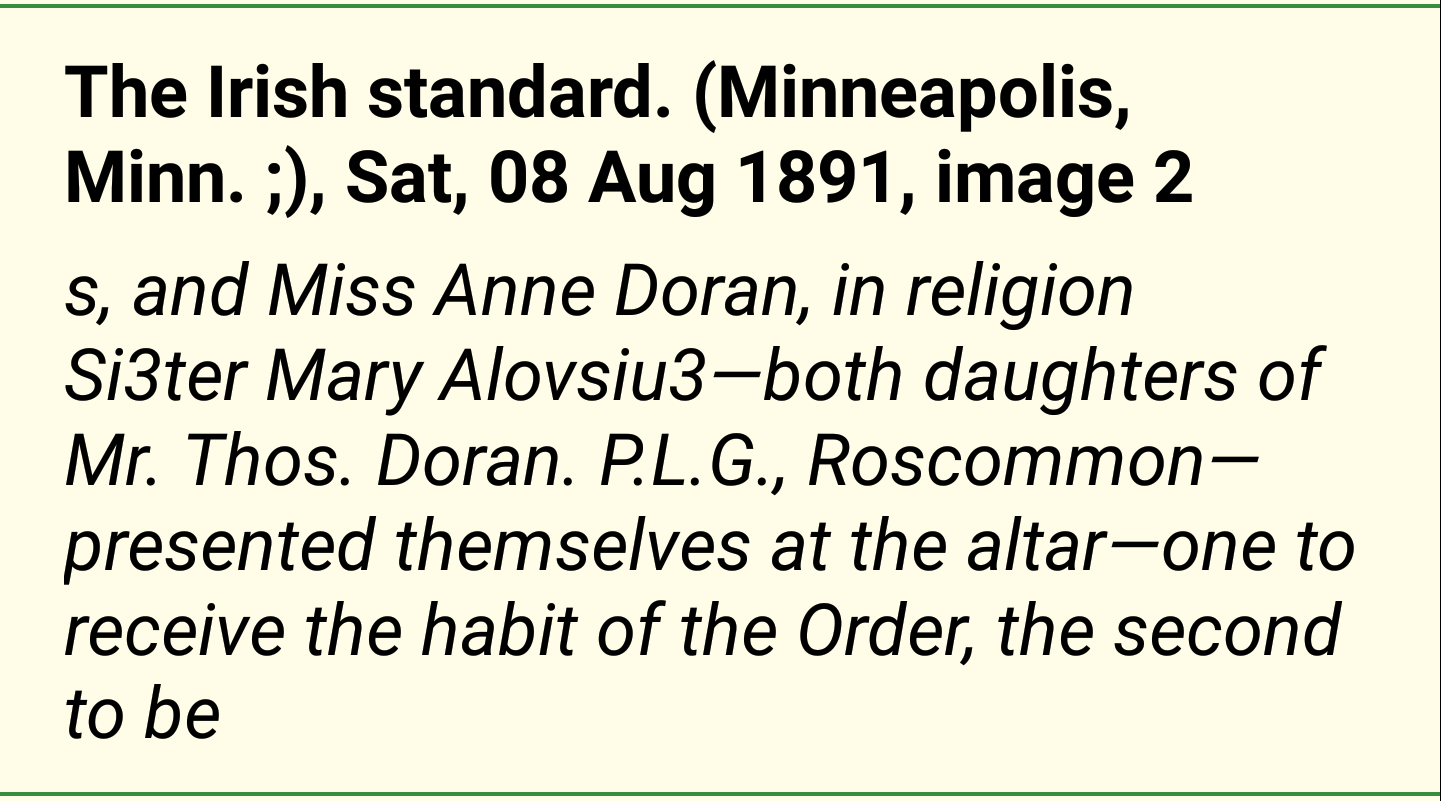 The Irish standard. (Minneapolis,
Minn. ;), Sat, 08 Aug 1891, image 2
s, and Miss Anne Doran, in religion
Si3ter Mary Alovsiu3—both daughters of
Mr. Thos. Doran. P.L.G., Roscommon—
presented themselves at the altar—one to
receive the habit of the Order, the second
to be